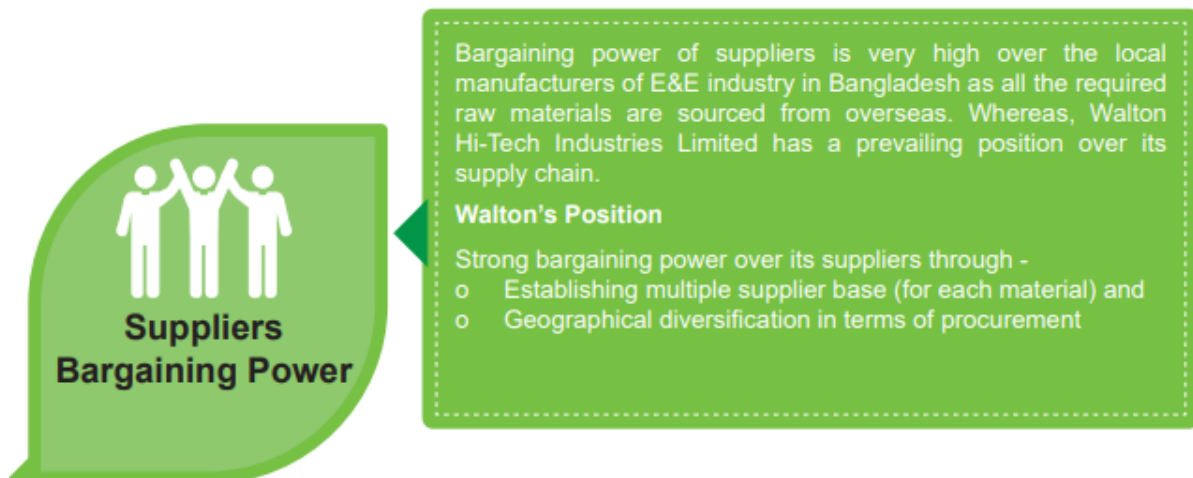 Bargaining power of suppliers is very high over the local
manufacturers of E&E industry in Bangladesh as all the required
raw materials are sourced from overseas. Whereas, Walton
Hi-Tech Industries Limited has a prevailing position over its
supply chain.
Walton's Position
Strong bargaining power over its suppliers through -
o Establishing multiple supplier base (for each material) and
o Geographical diversification in terms of procurement
Suppliers
Bargaining Power